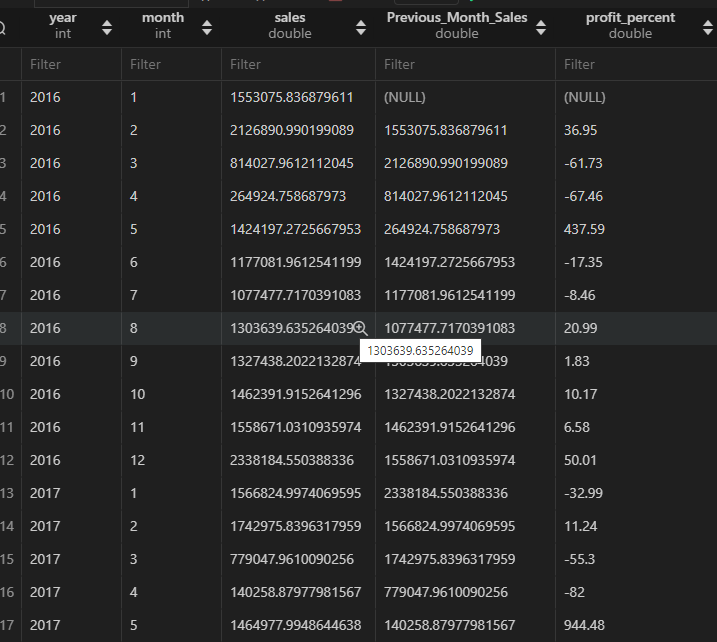 year month sales Previous_Month_Sales profit_percent
int int double double double
Filter Filter Filter Filter Filter
1 2016 1 1553075.836879611 (NULL) (NULL)
2 2016 2 2126890.990199089 1553075.836879611 36.95
3 2016 3 814027.9612112045 2126890.990199089 -61.73
4 2016 4 264924.758687973 814027.9612112045 -67.46
5 2016 5 1424197.2725667953 264924.758687973 437.59
6 2016 6 1177081.9612541199 1424197.2725667953 -17.35
7 2016 7 1077477.7170391083 1177081.9612541199 -8.46
8 2016 8 1303639.635264039 1077477.7170391083 20.99
1303639.635264039
9 2016 9 1327438.2022132874 1303639.635264039 1.83
10 2016 10 1462391.9152641296 1327438.2022132874 10.17
11 2016 11 1558671.0310935974 1462391.9152641296 6.58
12 2016 12 2338184.550388336 1558671.0310935974 50.01
13 2017 1 1566824.9974069595 2338184.550388336 -32.99
14 2017 2 1742975.8396317959 1566824.9974069595 11.24
15 2017 3 779047.9610090256 1742975.8396317959 -55.3
16 2017 4 140258.87977981567 779047.9610090256 -82
17 2017 5 1464977.9948644638 140258.87977981567 944.48